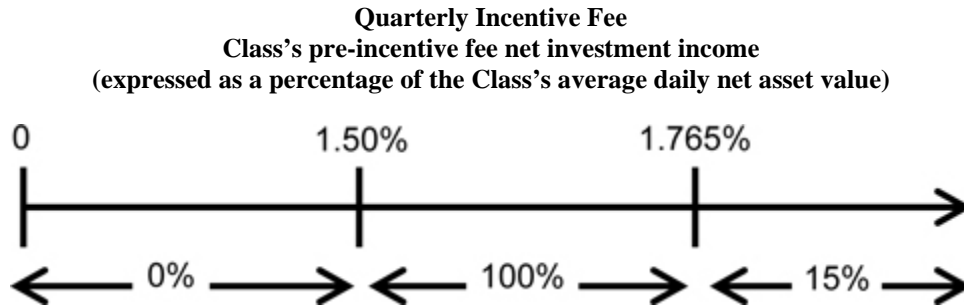 Quarterly Incentive Fee
Class's pre-incentive fee net investment income
(expressed as a percentage of the Class's average daily net asset value)
0 1.50% 1.765%
0% 100% 15%